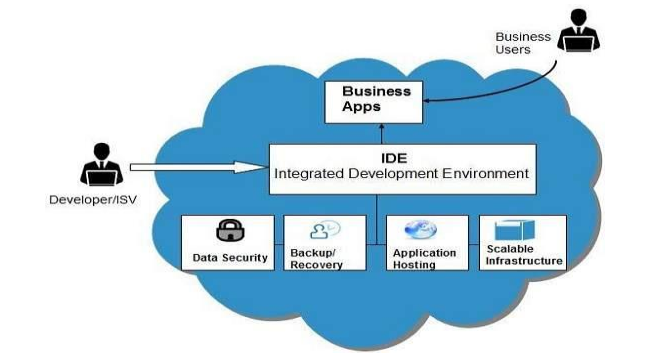 Business
Users
Business
Apps
IDE
Integrated Development Environment
Developer/ISV
Data Security
Backup/
Recovery
Application
Hosting
Scalable
Infrastructure